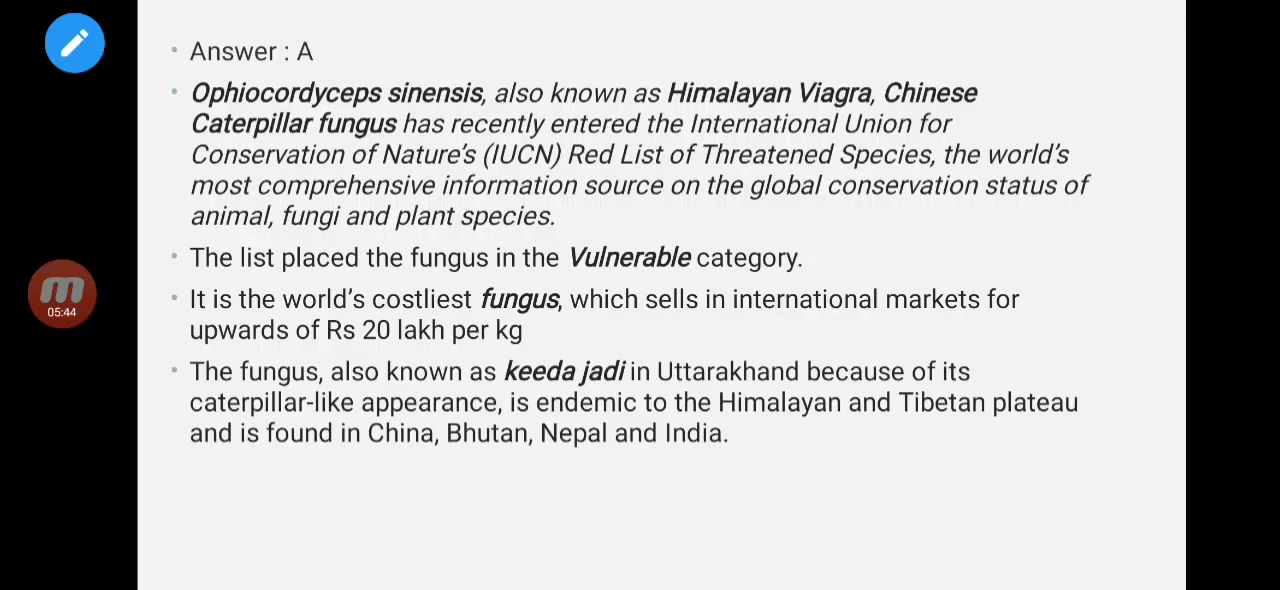 Answer : A
Ophiocordyceps sinensis, also known as Himalayan Viagra, Chinese
Caterpillar fungus has recently entered the International Union for
Conservation of Nature's (IUCN) Red List of Threatened Species, the world's
most comprehensive information source on the global conservation status of
animal, fungi and plant species.
The list placed the fungus in the Vulnerable category.
It is the world's costliest fungus, which sells in international markets for
upwards of Rs 20 lakh per kg
The fungus, also known as keeda jadi in Uttarakhand because of its
caterpillar-like appearance, is endemic to the Himalayan and Tibetan plateau
and is found in China, Bhutan, Nepal and India.
m
05:44